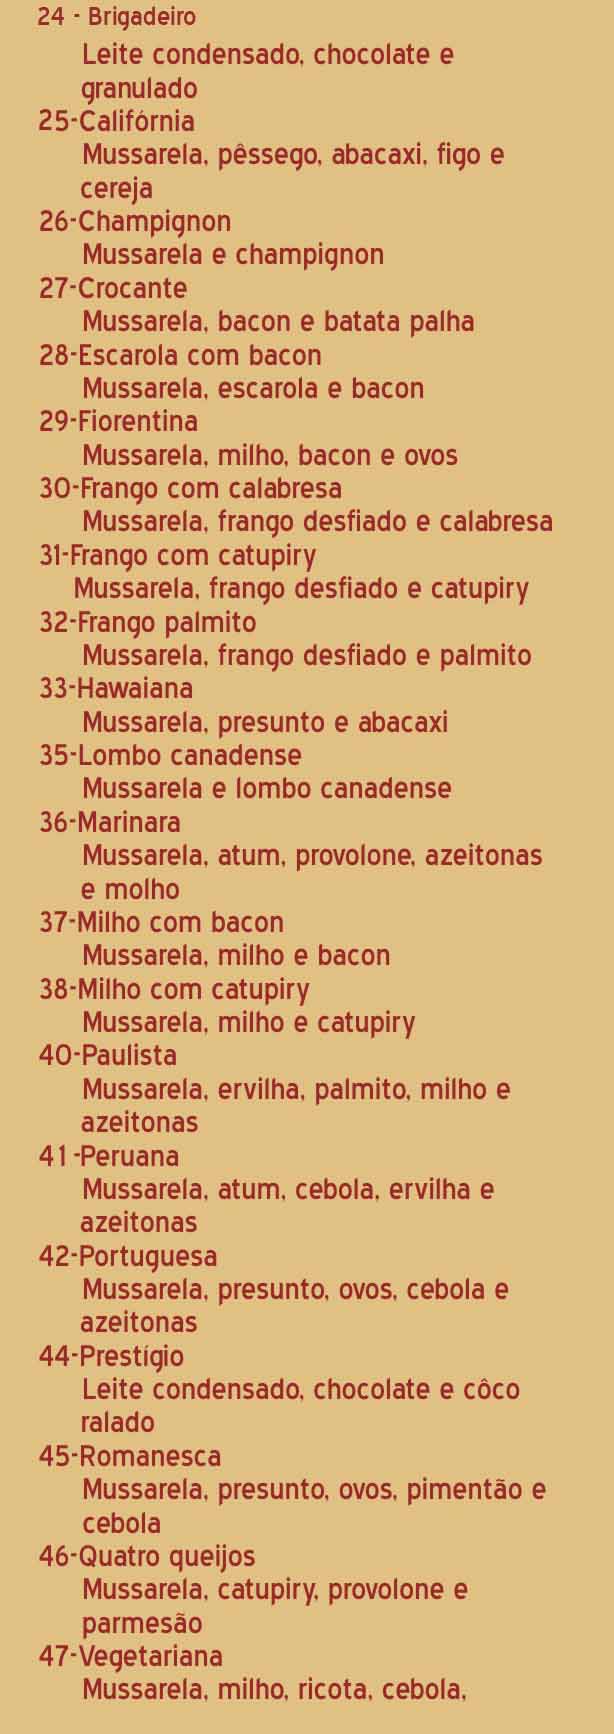 24 - Brigadeiro
Leite condensado, chocolate e
granulado
25-Califórnia
Mussarela, pêssego, abacaxi, figo e
cereja
26-Champignon
Mussarela e champignon
27-Crocante
Mussarela, bacon e batata palha
28-Escarola com bacon
Mussarela, escarola e bacon
29-Fiorentina
Mussarela, milho, bacon e ovos
30-Frango com calabresa
Mussarela, frango desfiado e calabresa
31-Frango com catupiry
Mussarela, frango desfiado e catupiry
32-Frango palmito
Mussarela, frango desfiado e palmito
33-Hawaiana
Mussarela, presunto e abacaxi
35-Lombo canadense
Mussarela e lombo canadense
36-Marinara
Mussarela, atum, provolone, azeitonas
e molho
37-Milho com bacon
Mussarela, milho e bacon
38-Milho com catupiry
Mussarela, milho e catupiry
40-Paulista
Mussarela, ervilha, palmito, milho e
azeitonas
41-Peruana
Mussarela, atum, cebola, ervilha e
azeitonas
42-Portuguesa
Mussarela, presunto, ovos, cebola e
azeitonas
44-Prestígio
Leite condensado, chocolate e côco
ralado
45-Romanesca
Mussarela, presunto, ovos, pimentão e
cebola
46-Quatro queijos
Mussarela, catupiry, provolone e
parmesão
47-Vegetariana
Mussarela, milho, ricota, cebola,